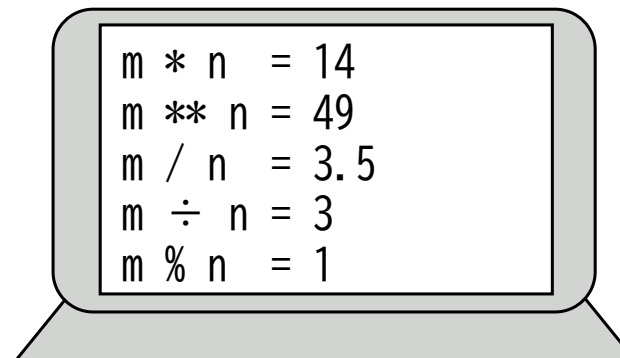 m * n = 14
m ** n = 49
m / n = 3.5
m ÷ n = 3
m % n = 1